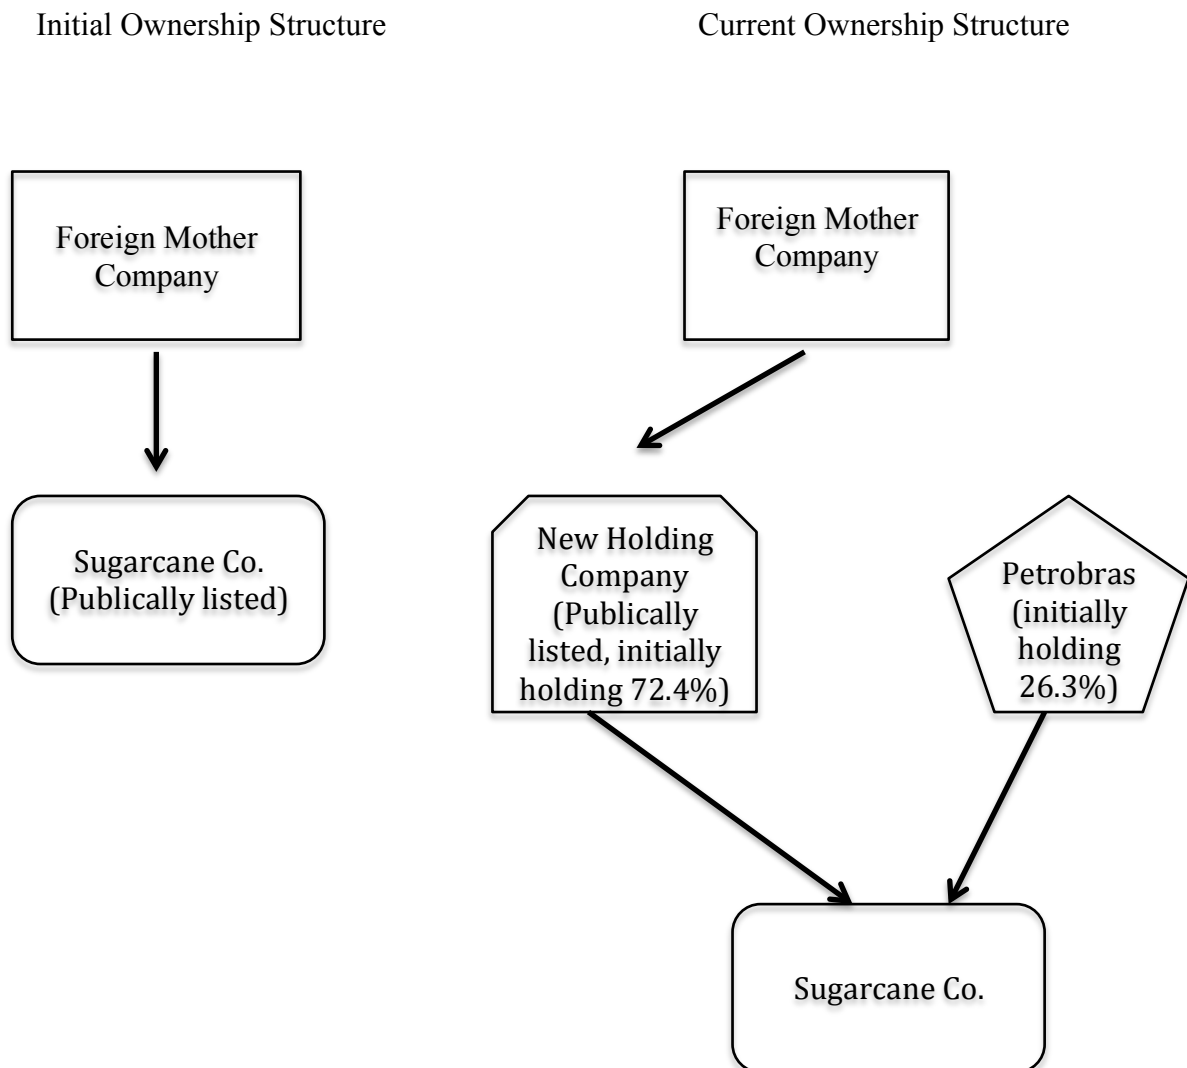 Initial Ownership Structure
Current Ownership Structure
Foreign Mother
Company
Foreign Mother
Company
Sugarcane Co.
(Publically listed)
New Holding
Company
(Publically
listed, initially
holding 72.4%)
Petrobras
(initially
holding
26.3%)
Sugarcane Co.